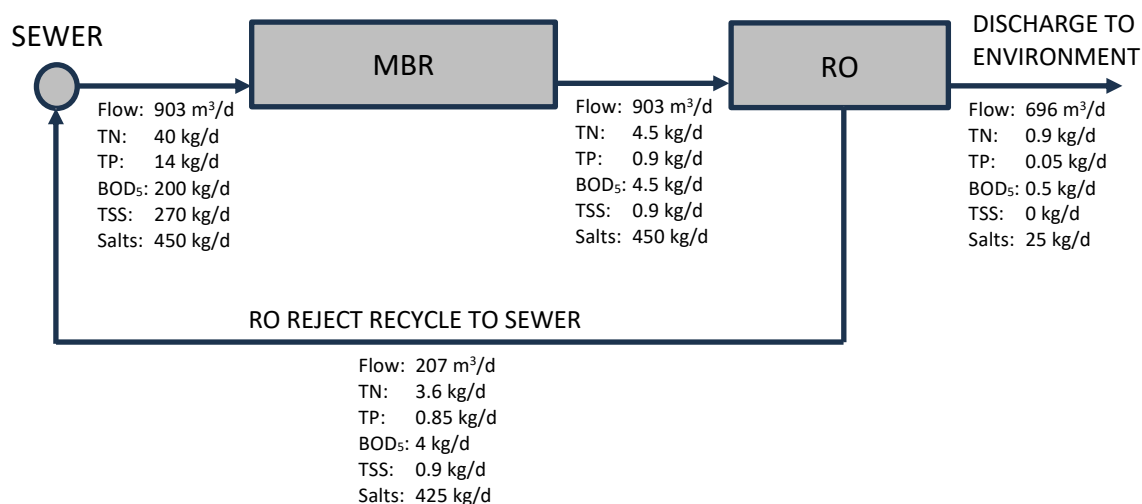 SEWER
MBR
RO
DISCHARGE TO
ENVIRONMENT
Flow: 903 m³/d
TN: 40 kg/d
TP: 14 kg/d
BOD₅: 200 kg/d
TSS: 270 kg/d
Salts: 450 kg/d
Flow: 903 m³/d
TN: 4.5 kg/d
TP: 0.9 kg/d
BOD₅: 4.5 kg/d
TSS: 0.9 kg/d
Salts: 450 kg/d
Flow: 696 m³/d
TN: 0.9 kg/d
TP: 0.05 kg/d
BOD₅: 0.5 kg/d
TSS: 0 kg/d
Salts: 25 kg/d
RO REJECT RECYCLE TO SEWER
Flow: 207 m³/d
TN: 3.6 kg/d
TP: 0.85 kg/d
BOD₅: 4 kg/d
TSS: 0.9 kg/d
Salts: 425 kg/d